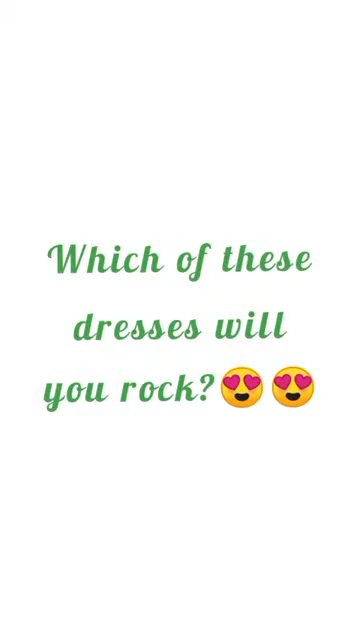 Which of these
dresses will
you rock?😍😍